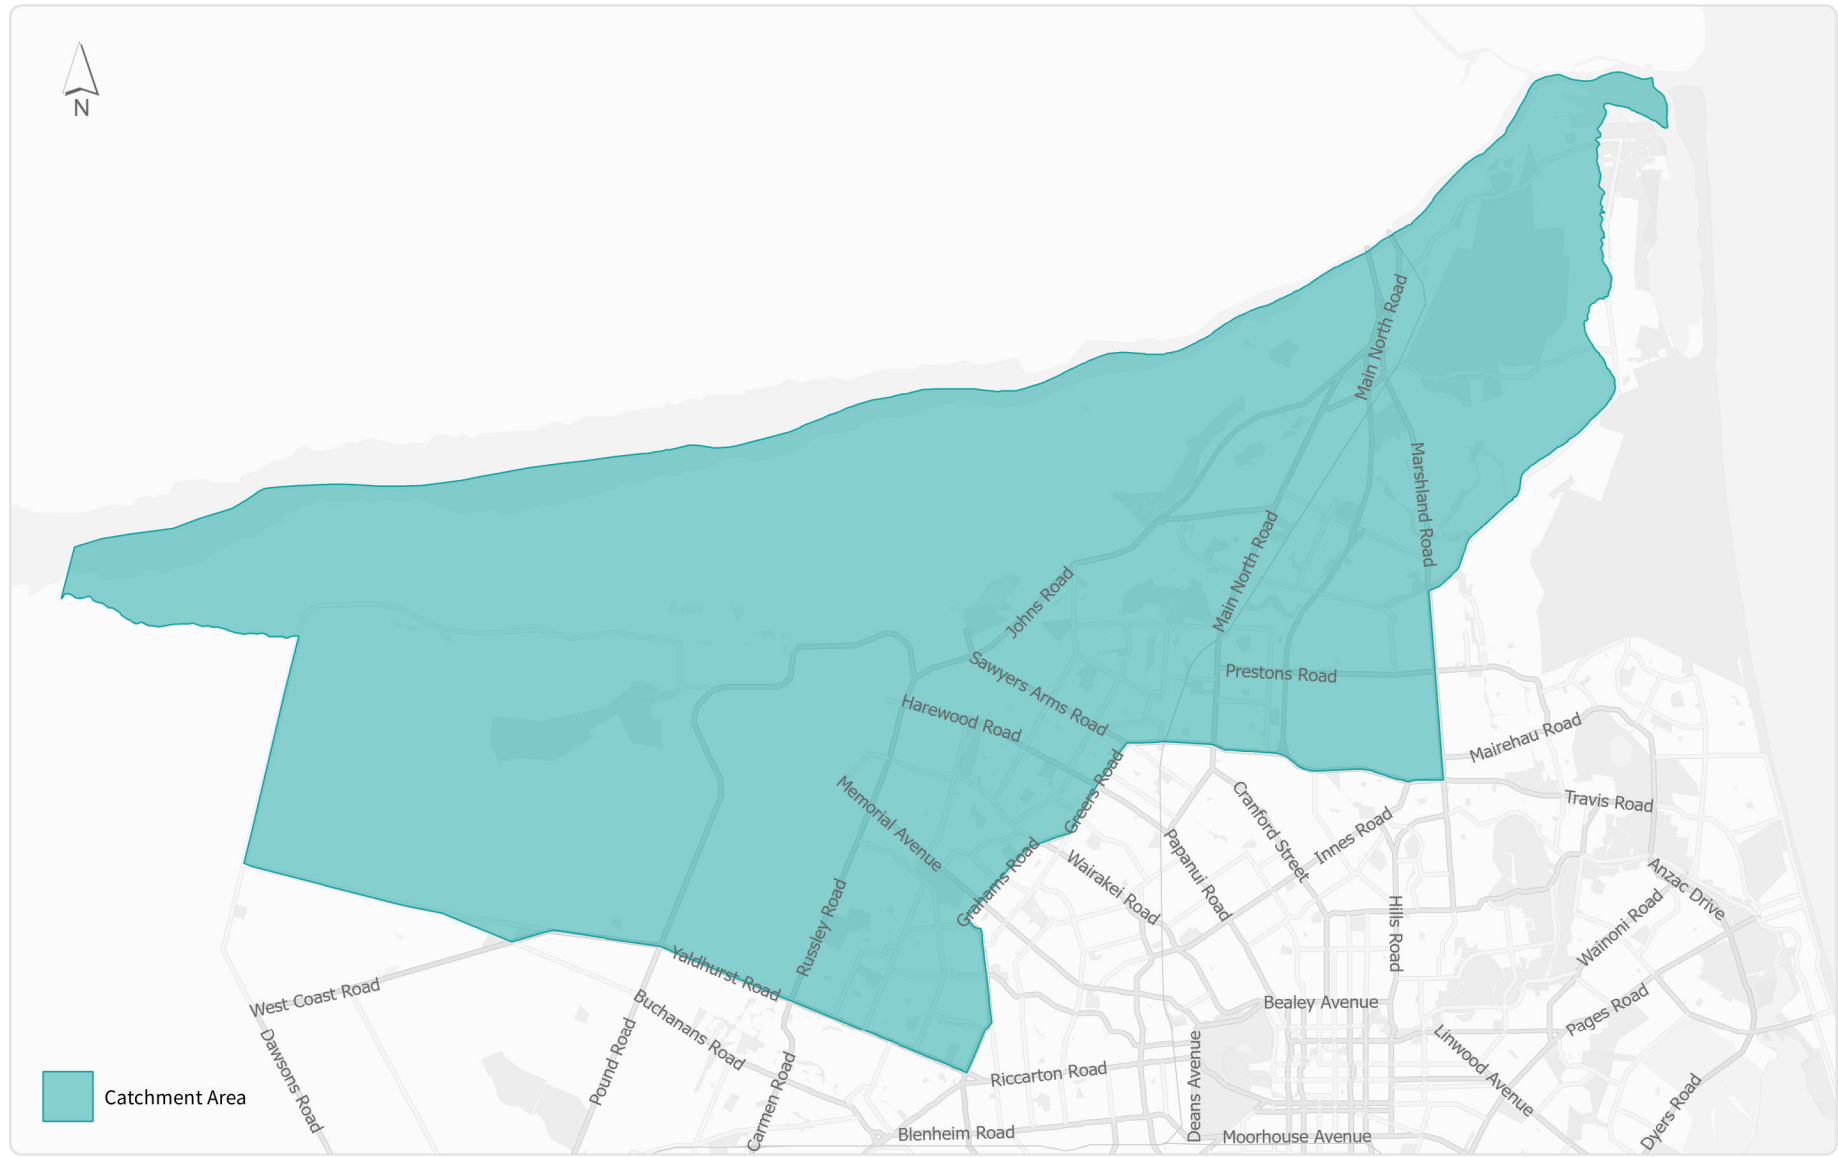 N
Main North Road
Marshland Road
Main North Road
Johns Road
Sawyers Arms Road
Prestons Road
Harewood Road
Mairehau Road
Greers Road
Memorial Avenue
Travis Road
Cranford Street
Innes Road
Grahams Road
Wairakei Road
Papanui Road
Anzac Drive
Wainoni Road
Hills Road
Russley Road
Yaldhurst Road
West Coast Road
Buchanans Road
Bealey Avenue
Pages Road
Dawsons Road
Pound Road
Carmen Road
Riccarton Road
Deans Avenue
Linwood Avenue
Dyers Road
Catchment Area
Blenheim Road
Moorhouse Avenue